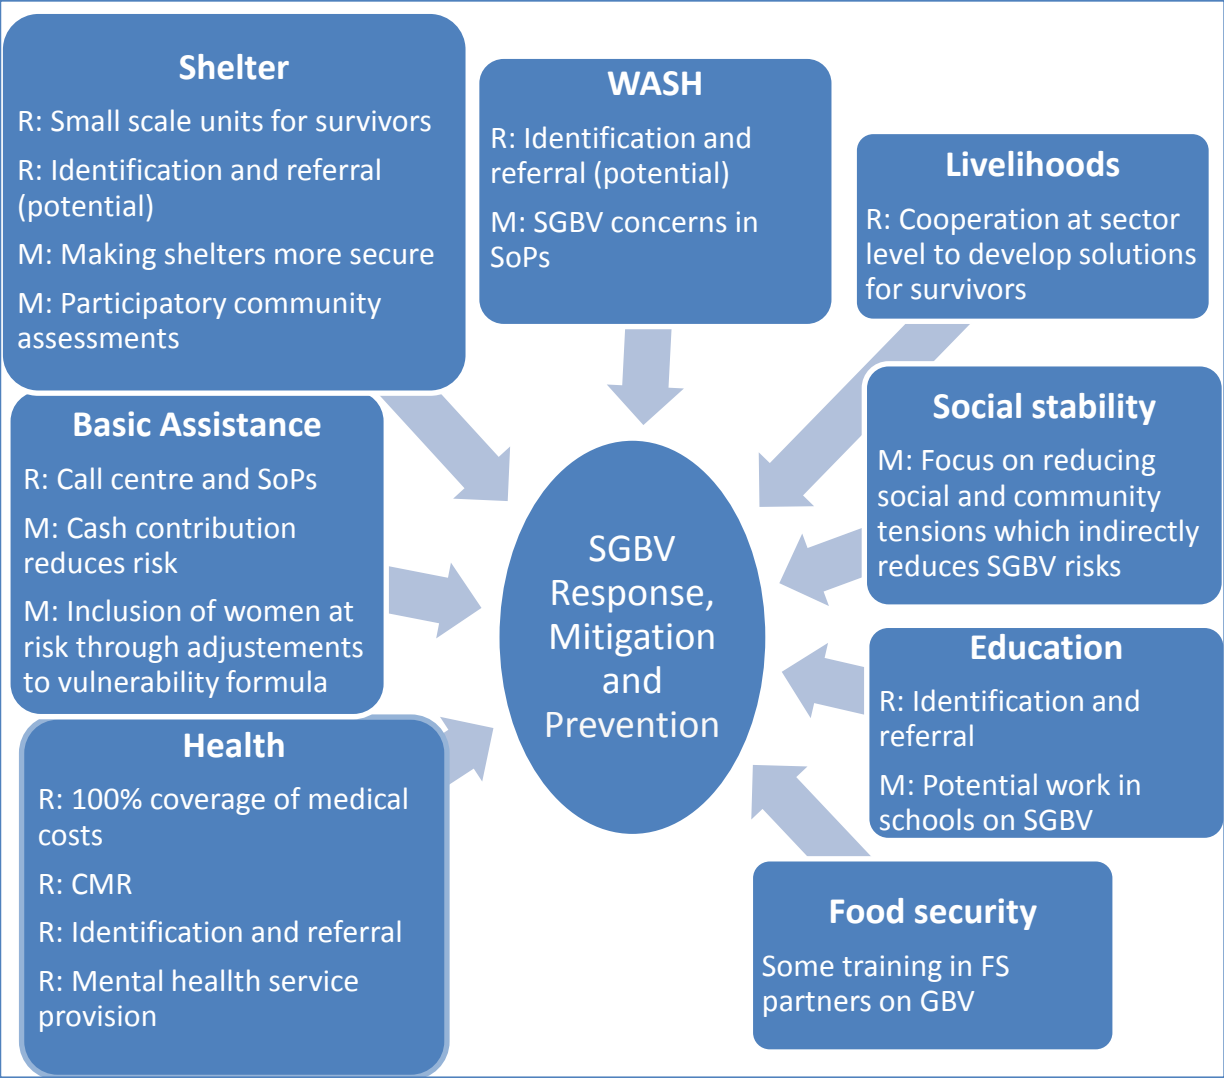 Shelter
R: Small scale units for survivors
R: Identification and referral
(potential)
M: Making shelters more secure
M: Participatory community
assessments
WASH
R: Identification and
referral (potential)
M: SGBV concerns in
SoPs
Livelihoods
R: Cooperation at sector
level to develop solutions
for survivors
Basic Assistance
R: Call centre and SoPs
M: Cash contribution
reduces risk
M: Inclusion of women at
risk through adjustements
to vulnerability formula
SGBV
Response,
Mitigation
and
Prevention
Social stability
M: Focus on reducing
social and community
tensions which indirectly
reduces SGBV risks
Education
R: Identification and
referral
M: Potential work in
schools on SGBV
Health
R: 100% coverage of medical
costs
R: CMR
R: Identification and referral
R: Mental heallth service
provision
Food security
Some training in FS
partners on GBV